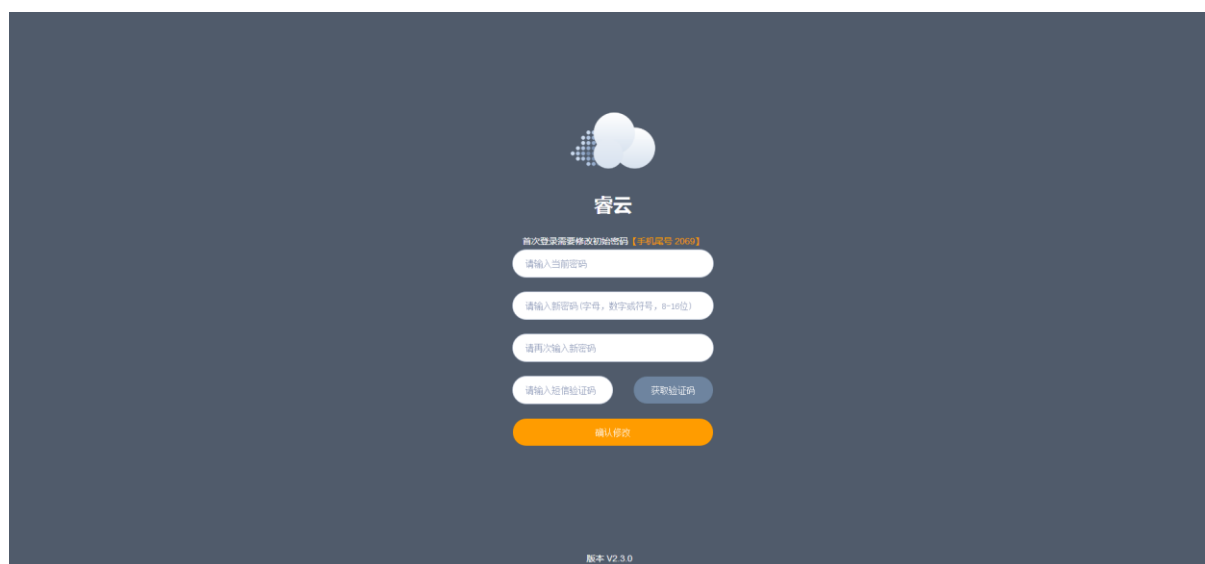 睿云
首次登录需要修改初始密码【手机尾号 2069】
请输入当前密码
请输入新密码(字母，数字或符号，8-16位)
请再次输入新密码
请输入短信验证码 获取验证码
确认修改
版本 V2.3.0